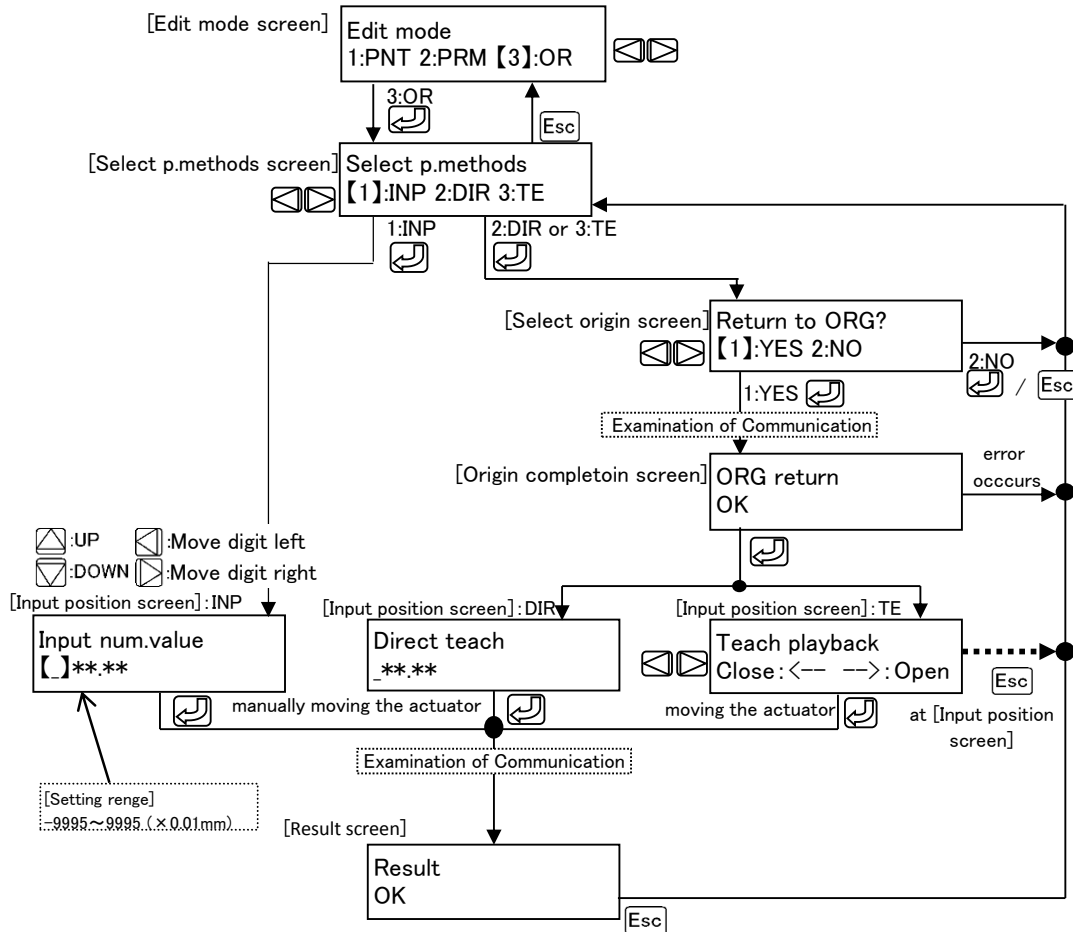 [Edit mode screen]
Edit mode
1:PNT 2:PRM【3】:OR
3:OR
Esc
[Select p.methods screen]
Select p.methods
【1】:INP 2:DIR 3:TE
1:INP
2:DIR or 3:TE
[Select origin screen]
Return to ORG?
【1】:YES 2:NO
2:NO
/ Esc
1:YES
Examination of Communication
[Origin completoin screen]
ORG return
OK
error
occcurs
:UP :Move digit left
:DOWN :Move digit right
[Input position screen]:INP
Input num.value
【_】**.**
[Input position screen]:DIR
Direct teach
_**.**
[Input position screen]:TE
Teach playback
Close:<-- -->:Open
Esc
at [Input position
screen]
manually moving the actuator
moving the actuator
Examination of Communication
[Setting renge]
-9995～9995 (×0.01mm)
[Result screen]
Result
OK
Esc